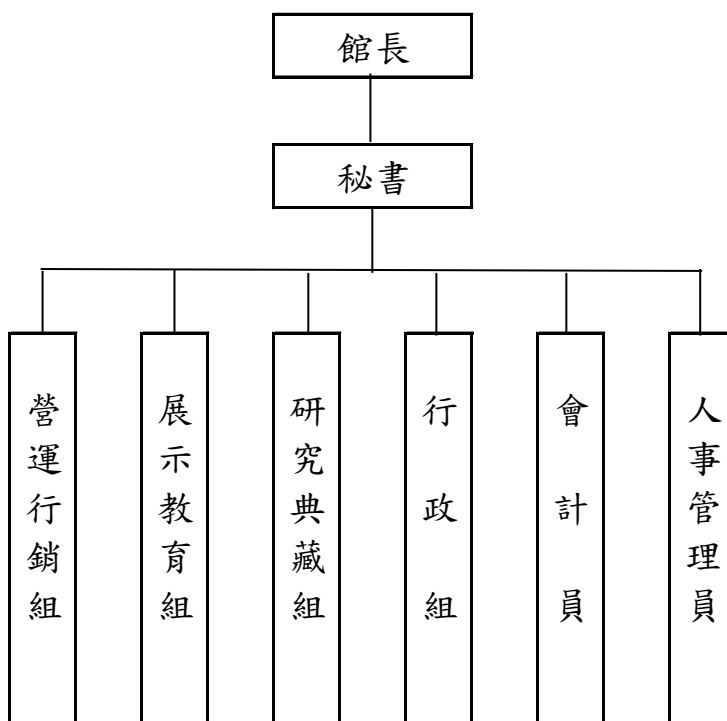 館長
秘書
營運行銷組
展示教育組
研究典藏組
行政組
會計員
人事管理員